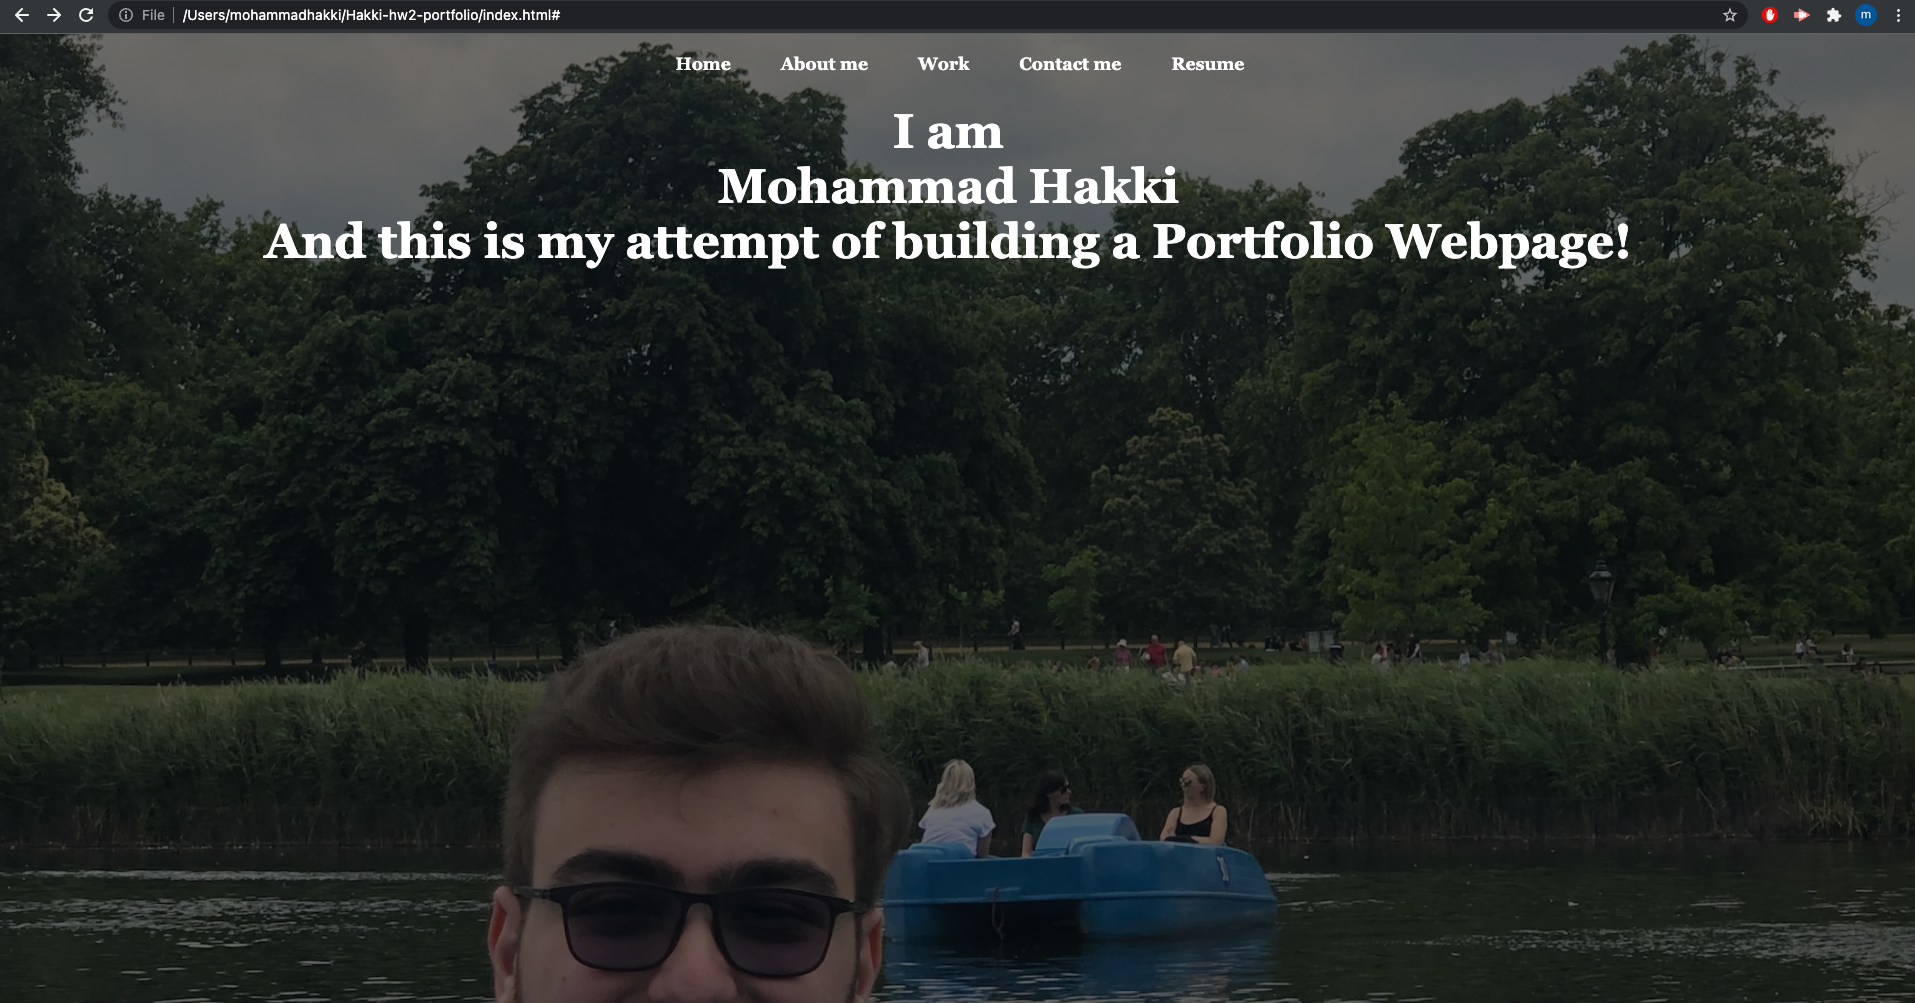 File
/Users/mohammadhakki/Hakki-hw2-portfolio/index.html#
m
Home About me Work Contact me Resume
I am
Mohammad Hakki
And this is my attempt of building a Portfolio Webpage!